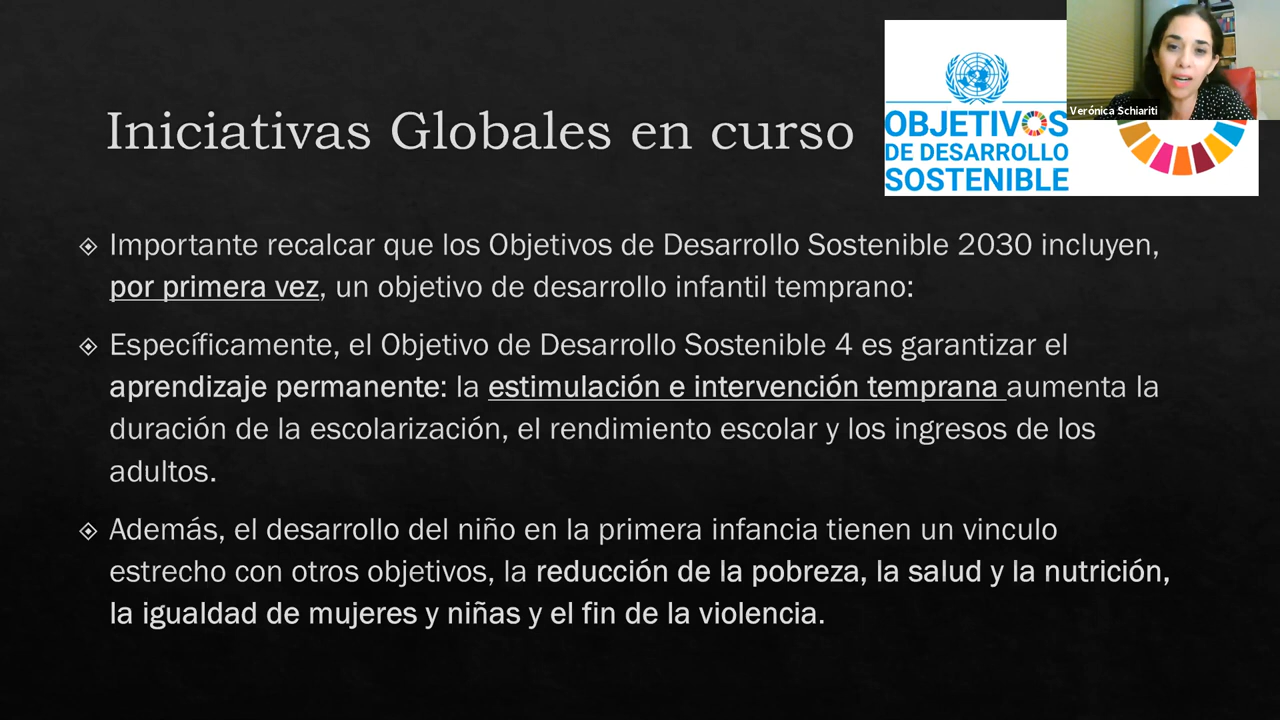 Iniciativas Globales en curso
OBJETIVOS
DE DESARROLLO
SOSTENIBLE
Verónica Schiariti
Importante recalcar que los Objetivos de Desarrollo Sostenible 2030 incluyen,
por primera vez, un objetivo de desarrollo infantil temprano:
Específicamente, el Objetivo de Desarrollo Sostenible 4 es garantizar el
aprendizaje permanente: la estimulación e intervención temprana aumenta la
duración de la escolarización, el rendimiento escolar y los ingresos de los
adultos.
Además, el desarrollo del niño en la primera infancia tienen un vinculo
estrecho con otros objetivos, la reducción de la pobreza, la salud y la nutrición,
la igualdad de mujeres y niñas y el fin de la violencia.